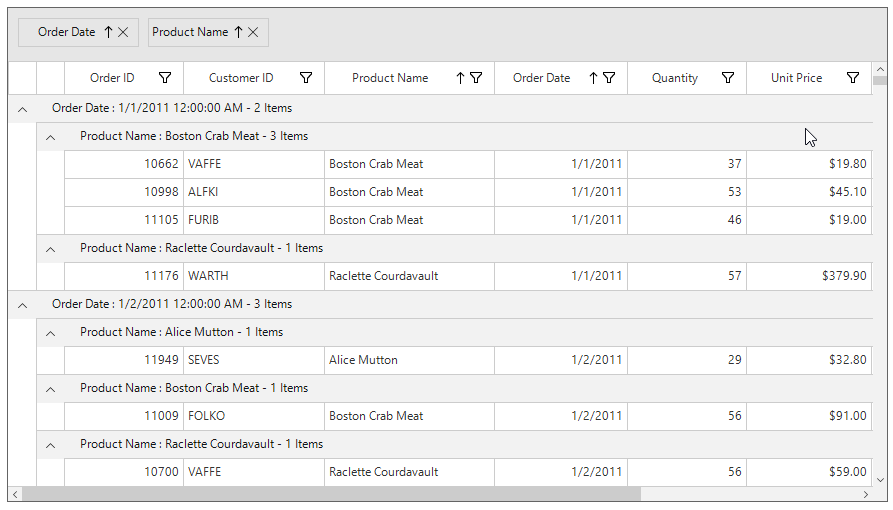 Order Date Product Name
Order ID Customer ID Product Name Order Date Quantity Unit Price
Order Date : 1/1/2011 12:00:00 AM - 2 Items
Product Name : Boston Crab Meat - 3 Items
10662 VAFFE Boston Crab Meat 1/1/2011 37 $19.80
10998 ALFKI Boston Crab Meat 1/1/2011 53 $45.10
11105 FURIB Boston Crab Meat 1/1/2011 46 $19.00
Product Name : Raclette Courdavault - 1 Items
11176 WARTH Raclette Courdavault 1/1/2011 57 $379.90
Order Date : 1/2/2011 12:00:00 AM - 3 Items
Product Name : Alice Mutton - 1 Items
11949 SEVES Alice Mutton 1/2/2011 29 $32.80
Product Name : Boston Crab Meat - 1 Items
11009 FOLKO Boston Crab Meat 1/2/2011 56 $91.00
Product Name : Raclette Courdavault - 1 Items
10700 VAFFE Raclette Courdavault 1/2/2011 56 $59.00